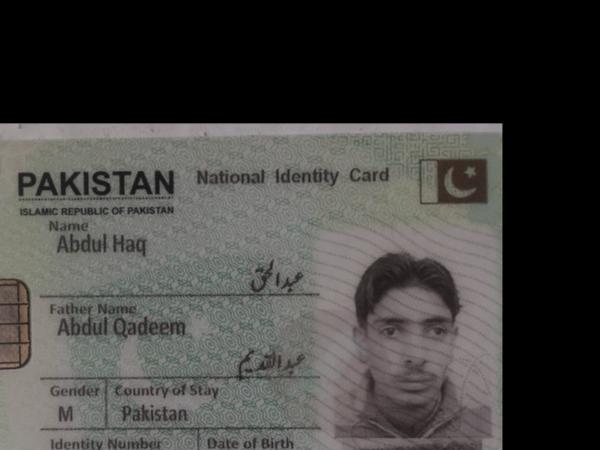 PAKISTAN National Identity Card
ISLAMIC REPUBLIC OF PAKISTAN
Name
Abdul Haq
عبدالحق
Father Name
Abdul Qadeem
عبدالقدیم
Gender Country of Stay
M Pakistan
Identity Number Date of Birth